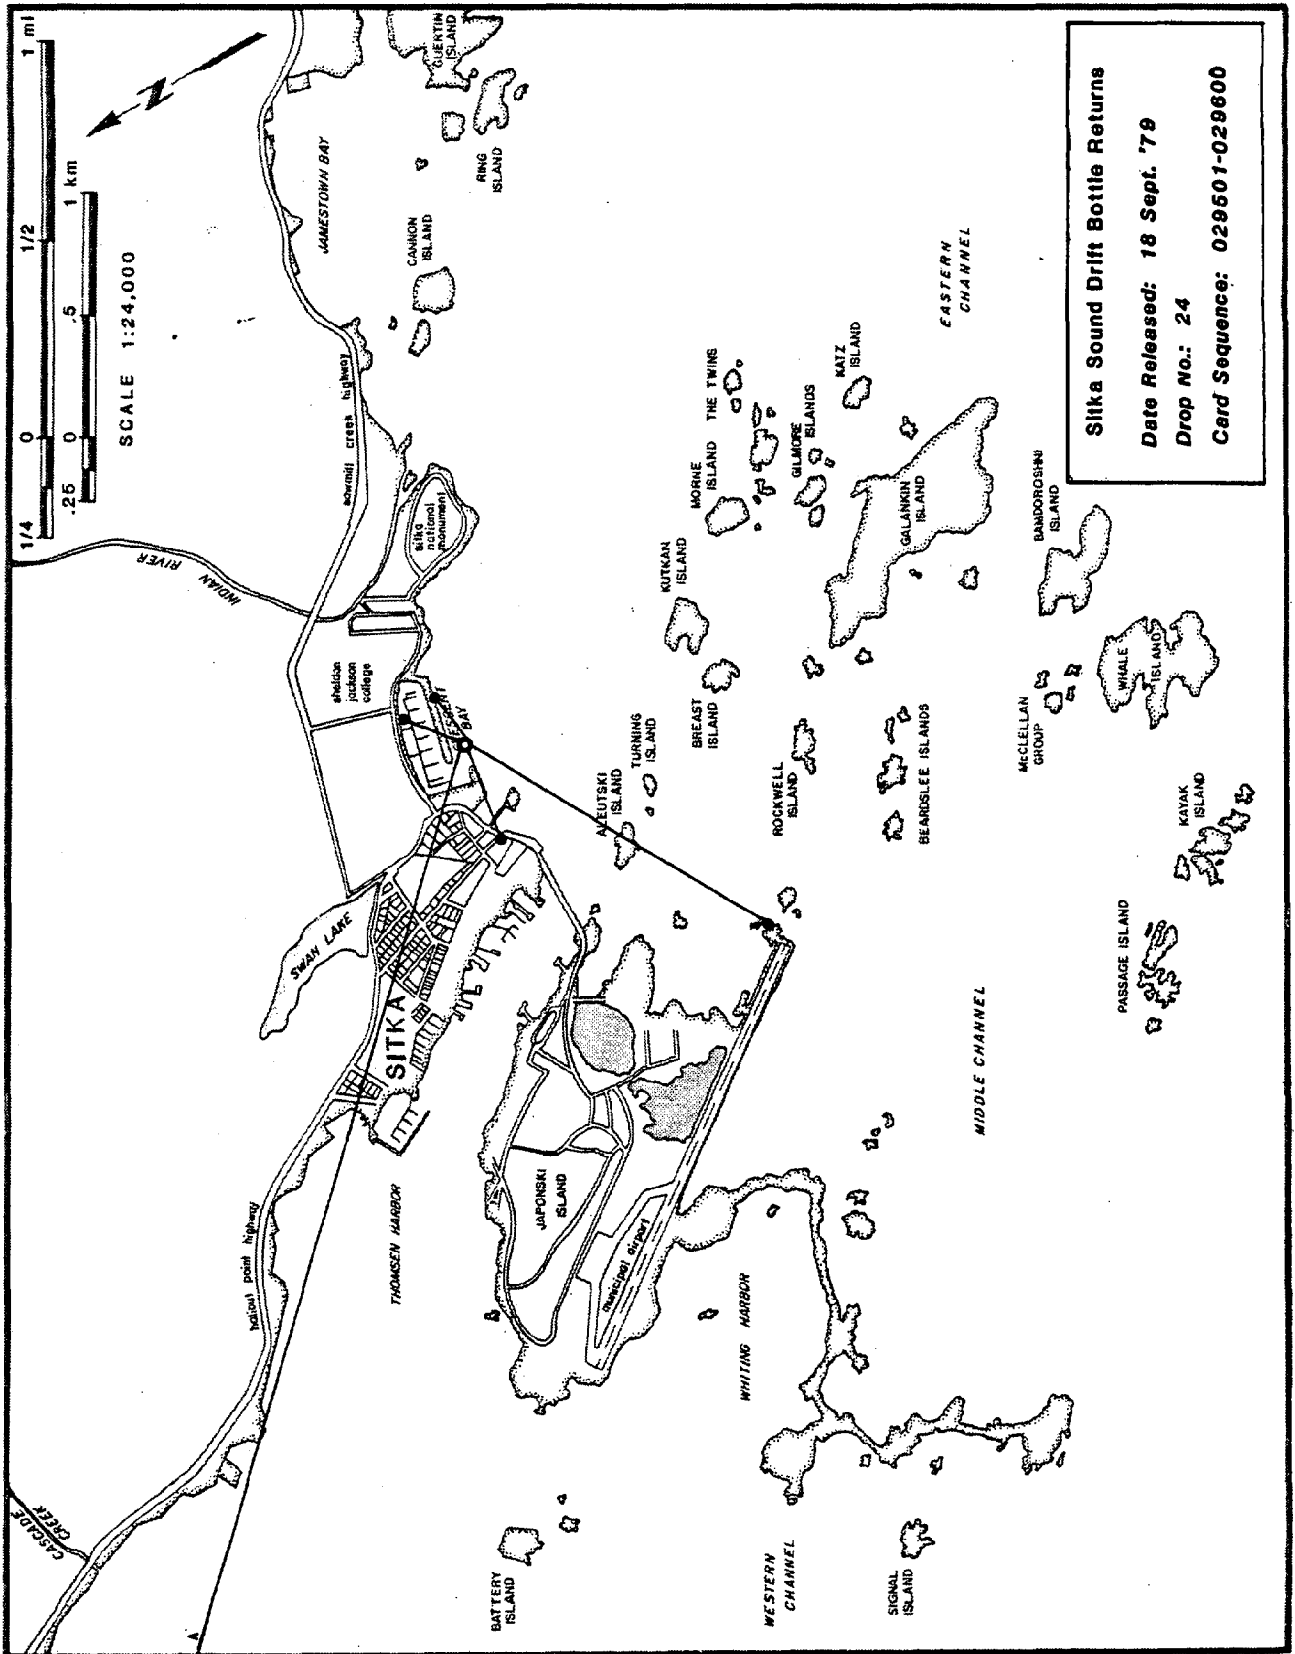 1/4
0
1/2
1 ml
.25
0
.5
1 km
SCALE 1:24,000
N
Sitka Sound Drift Bottle Returns
Date Released: 18 Sept. '79
Drop No.: 24
Card Sequence: 029501-029600
CASCADE
CREEK
halibut point highway
SWAN LAKE
SITKA
THOMSEN HARBOR
INDIAN RIVER
sheldon
jackson
college
sawmill creek highway
sitka
national
monument
BAY
JAMESTOWN BAY
CANNON
ISLAND
RING
ISLAND
GUERTIN
ISLAND
BATTERY
ISLAND
JAPONSKI
ISLAND
municipal airport
ALEUTSKI
ISLAND
TURNING
ISLAND
BREAST
ISLAND
KUTKAN
ISLAND
MORNE
ISLAND
THE TWINS
GILMORE
ISLANDS
KATZ
ISLAND
EASTERN
CHANNEL
GALANKIN
ISLAND
ROCKWELL
ISLAND
BEARDSLEE ISLANDS
WHITING HARBOR
WESTERN
CHANNEL
SIGNAL
ISLAND
MIDDLE CHANNEL
BAMDOROSHNI
ISLAND
McCLELLAN
GROUP
WHALE
ISLAND
KAYAK
ISLAND
PASSAGE ISLAND